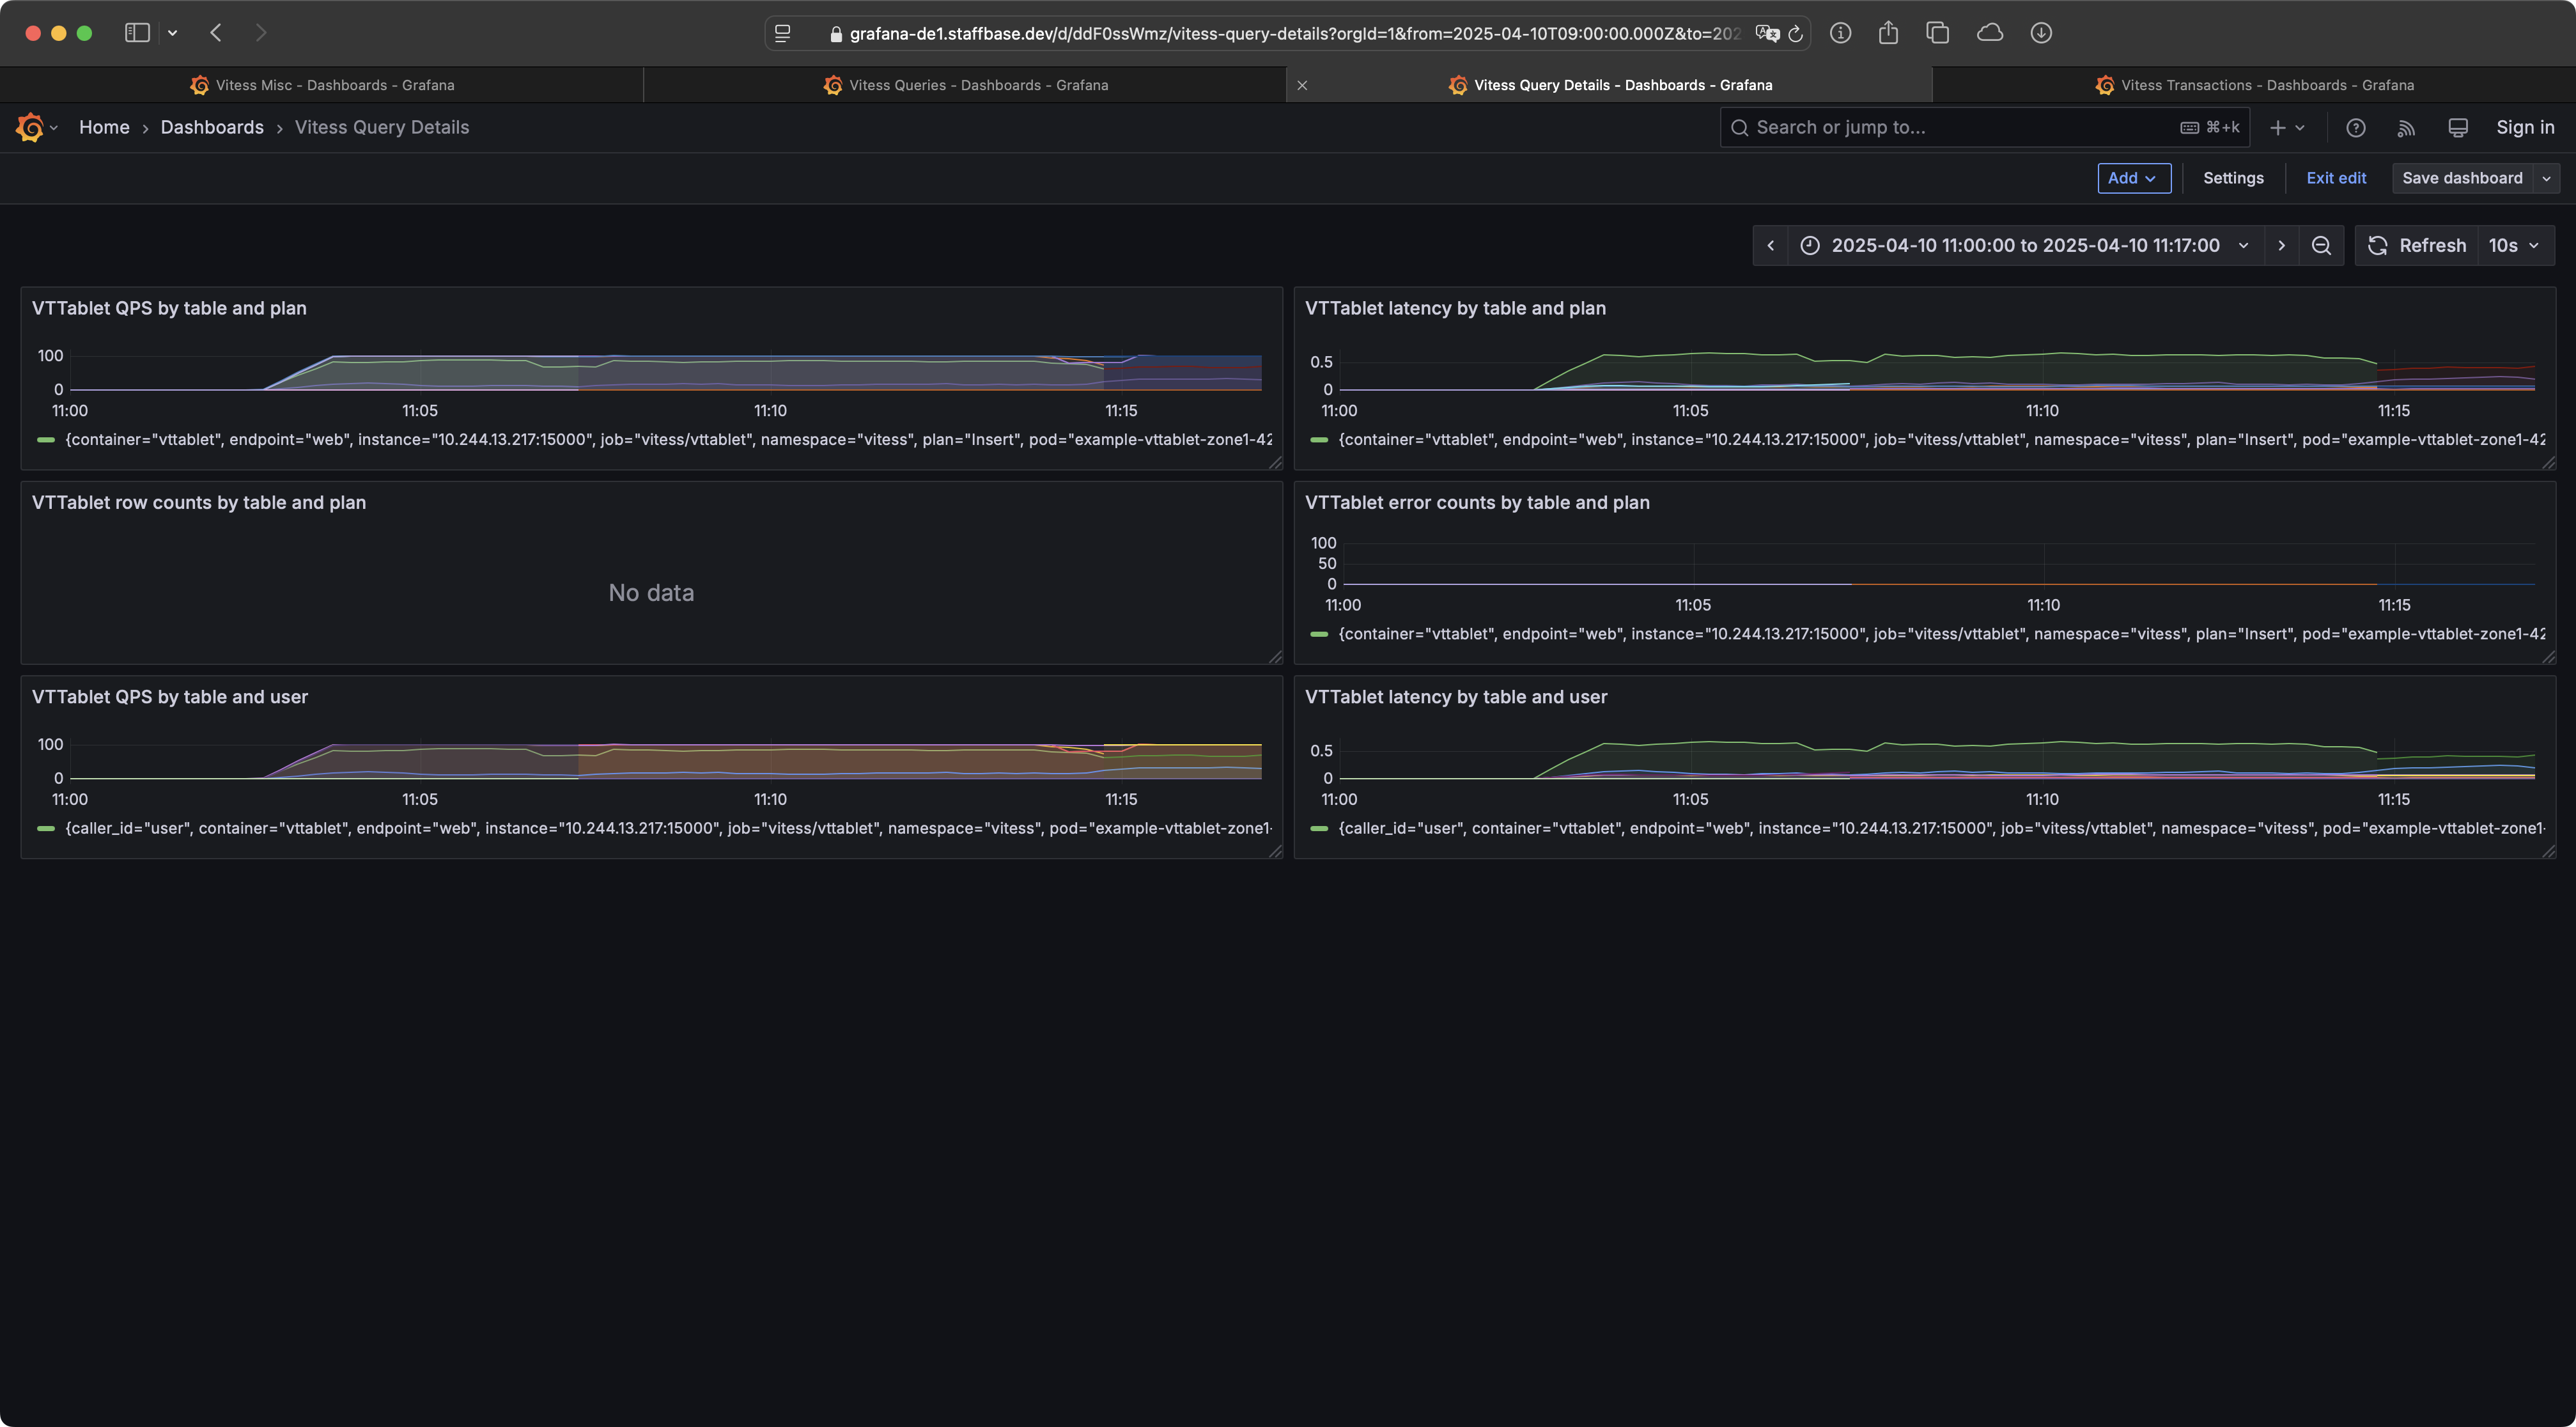 grafana-de1.staffbase.dev/d/ddF0ssWmz/vitess-query-details?orgId=1&from=2025-04-10T09:00:00.000Z&to=202
Vitess Misc - Dashboards - Grafana
Vitess Queries - Dashboards - Grafana
Vitess Query Details - Dashboards - Grafana
Vitess Transactions - Dashboards - Grafana
Home › Dashboards › Vitess Query Details
Search or jump to...
⌘+k
Sign in
Add
Settings
Exit edit
Save dashboard
2025-04-10 11:00:00 to 2025-04-10 11:17:00
Refresh
10s
VTTablet QPS by table and plan
100
0
11:00 11:05 11:10 11:15
{container="vttablet", endpoint="web", instance="10.244.13.217:15000", job="vitess/vttablet", namespace="vitess", plan="Insert", pod="example-vttablet-zone1-42
VTTablet latency by table and plan
0.5
0
11:00 11:05 11:10 11:15
{container="vttablet", endpoint="web", instance="10.244.13.217:15000", job="vitess/vttablet", namespace="vitess", plan="Insert", pod="example-vttablet-zone1-42
VTTablet row counts by table and plan
No data
VTTablet error counts by table and plan
100
50
0
11:00 11:05 11:10 11:15
{container="vttablet", endpoint="web", instance="10.244.13.217:15000", job="vitess/vttablet", namespace="vitess", plan="Insert", pod="example-vttablet-zone1-42
VTTablet QPS by table and user
100
0
11:00 11:05 11:10 11:15
{caller_id="user", container="vttablet", endpoint="web", instance="10.244.13.217:15000", job="vitess/vttablet", namespace="vitess", pod="example-vttablet-zone1-
VTTablet latency by table and user
0.5
0
11:00 11:05 11:10 11:15
{caller_id="user", container="vttablet", endpoint="web", instance="10.244.13.217:15000", job="vitess/vttablet", namespace="vitess", pod="example-vttablet-zone1-